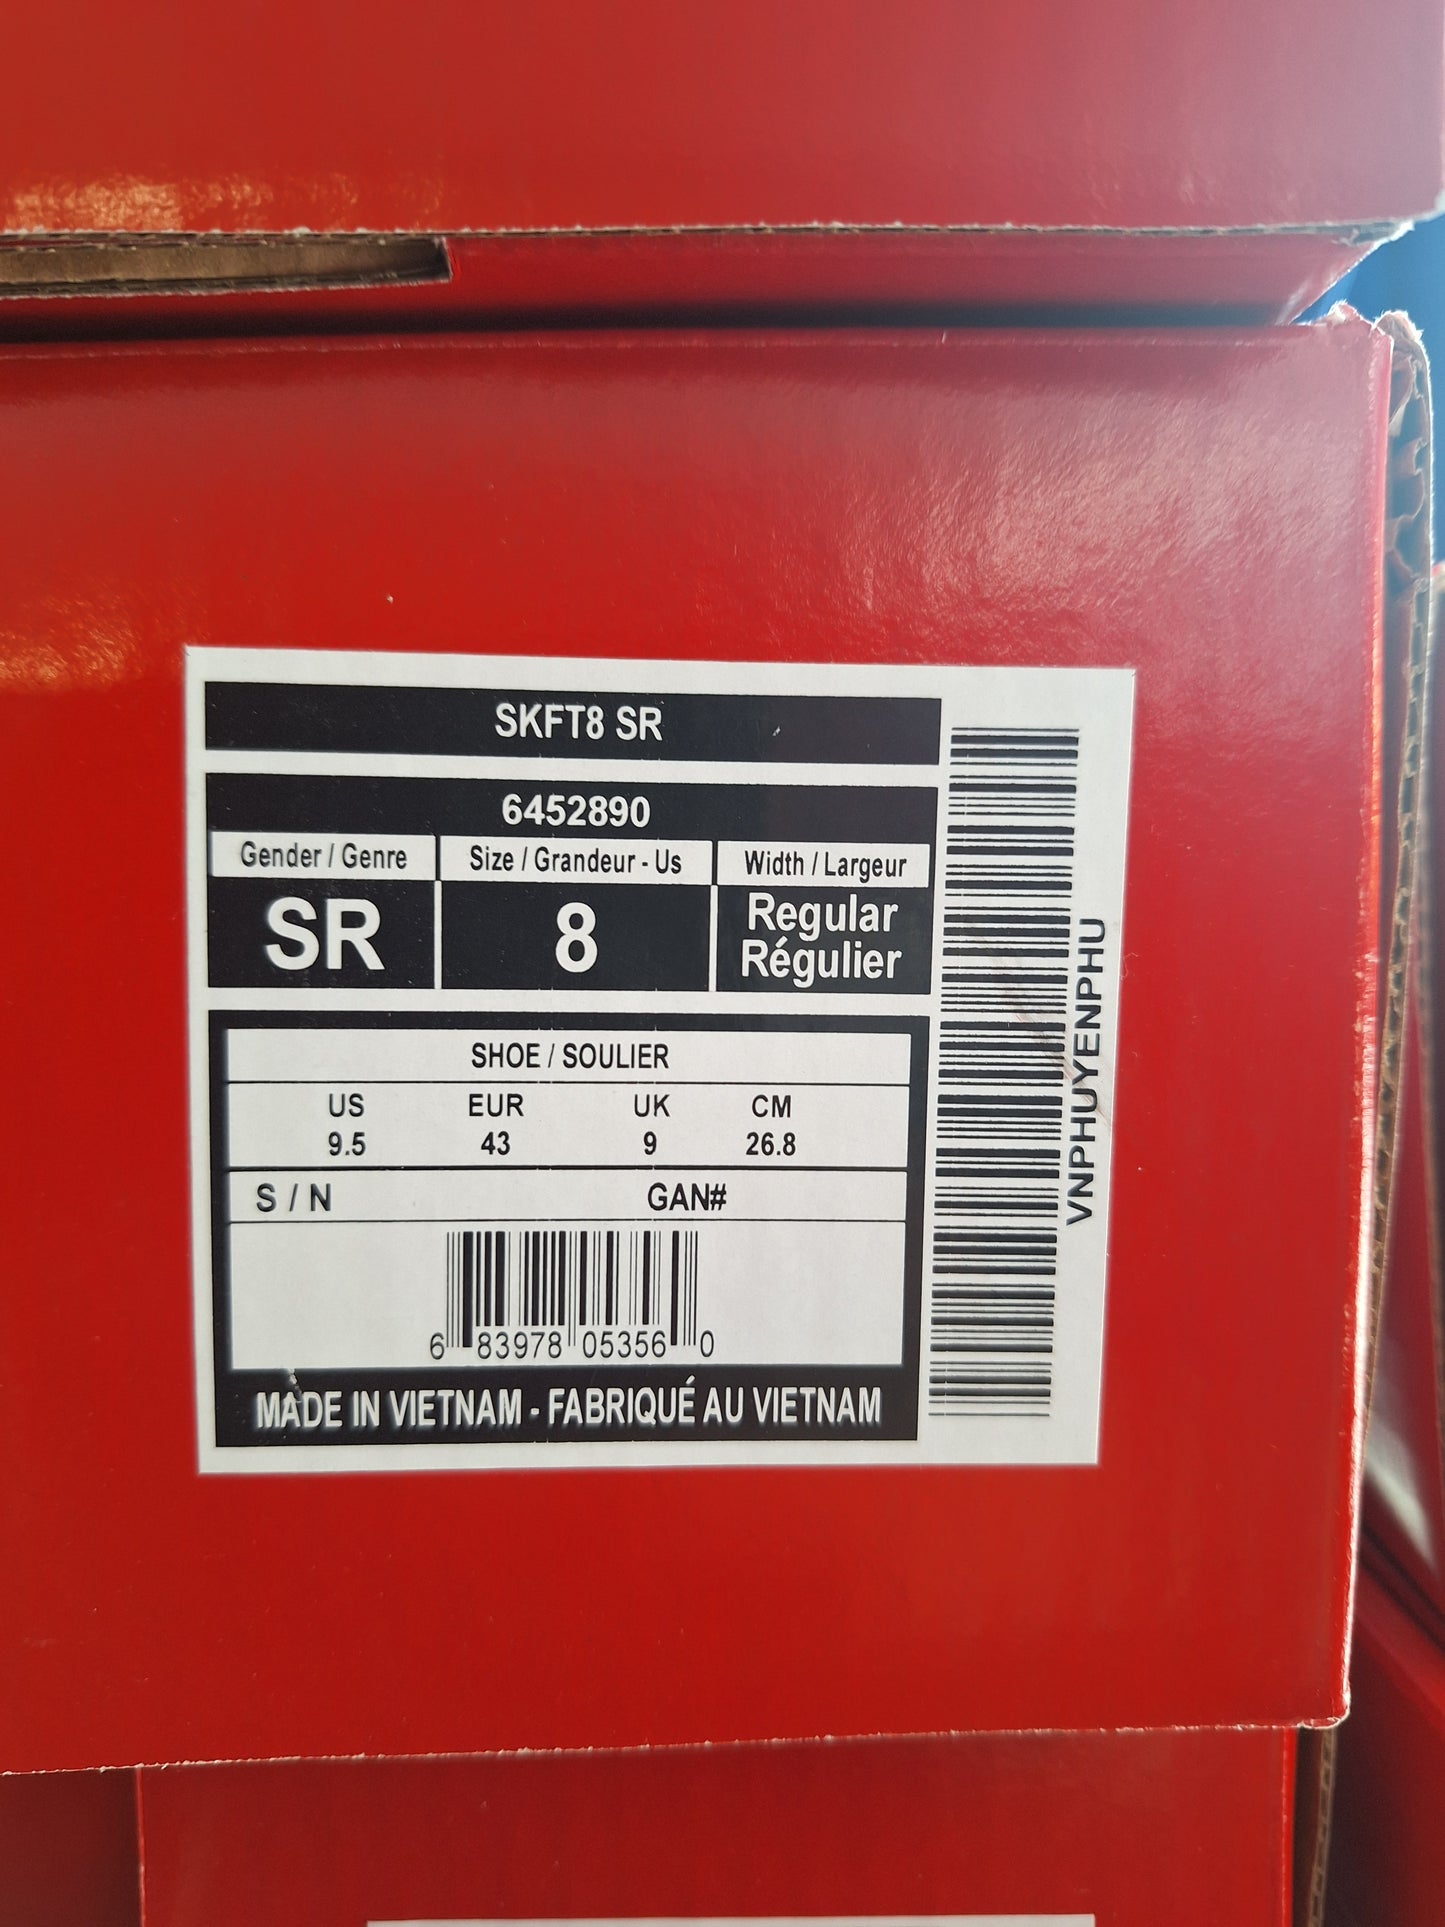 SKFT8 SR
6452890
Gender / Genre
Size / Grandeur - Us
Width / Largeur
SR
8
Regular
Régulier
SHOE / SOULIER
US EUR UK CM
9.5 43 9 26.8
S / N GAN#
6 83978 05356 0
MADE IN VIETNAM - FABRIQUÉ AU VIETNAM
VNPHUYENPHU